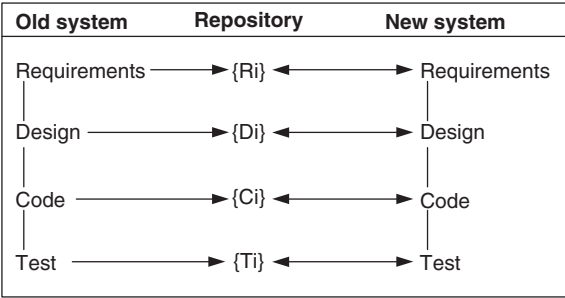 Old system Repository New system
Requirements {Ri} Requirements
Design {Di} Design
Code {Ci} Code
Test {Ti} Test